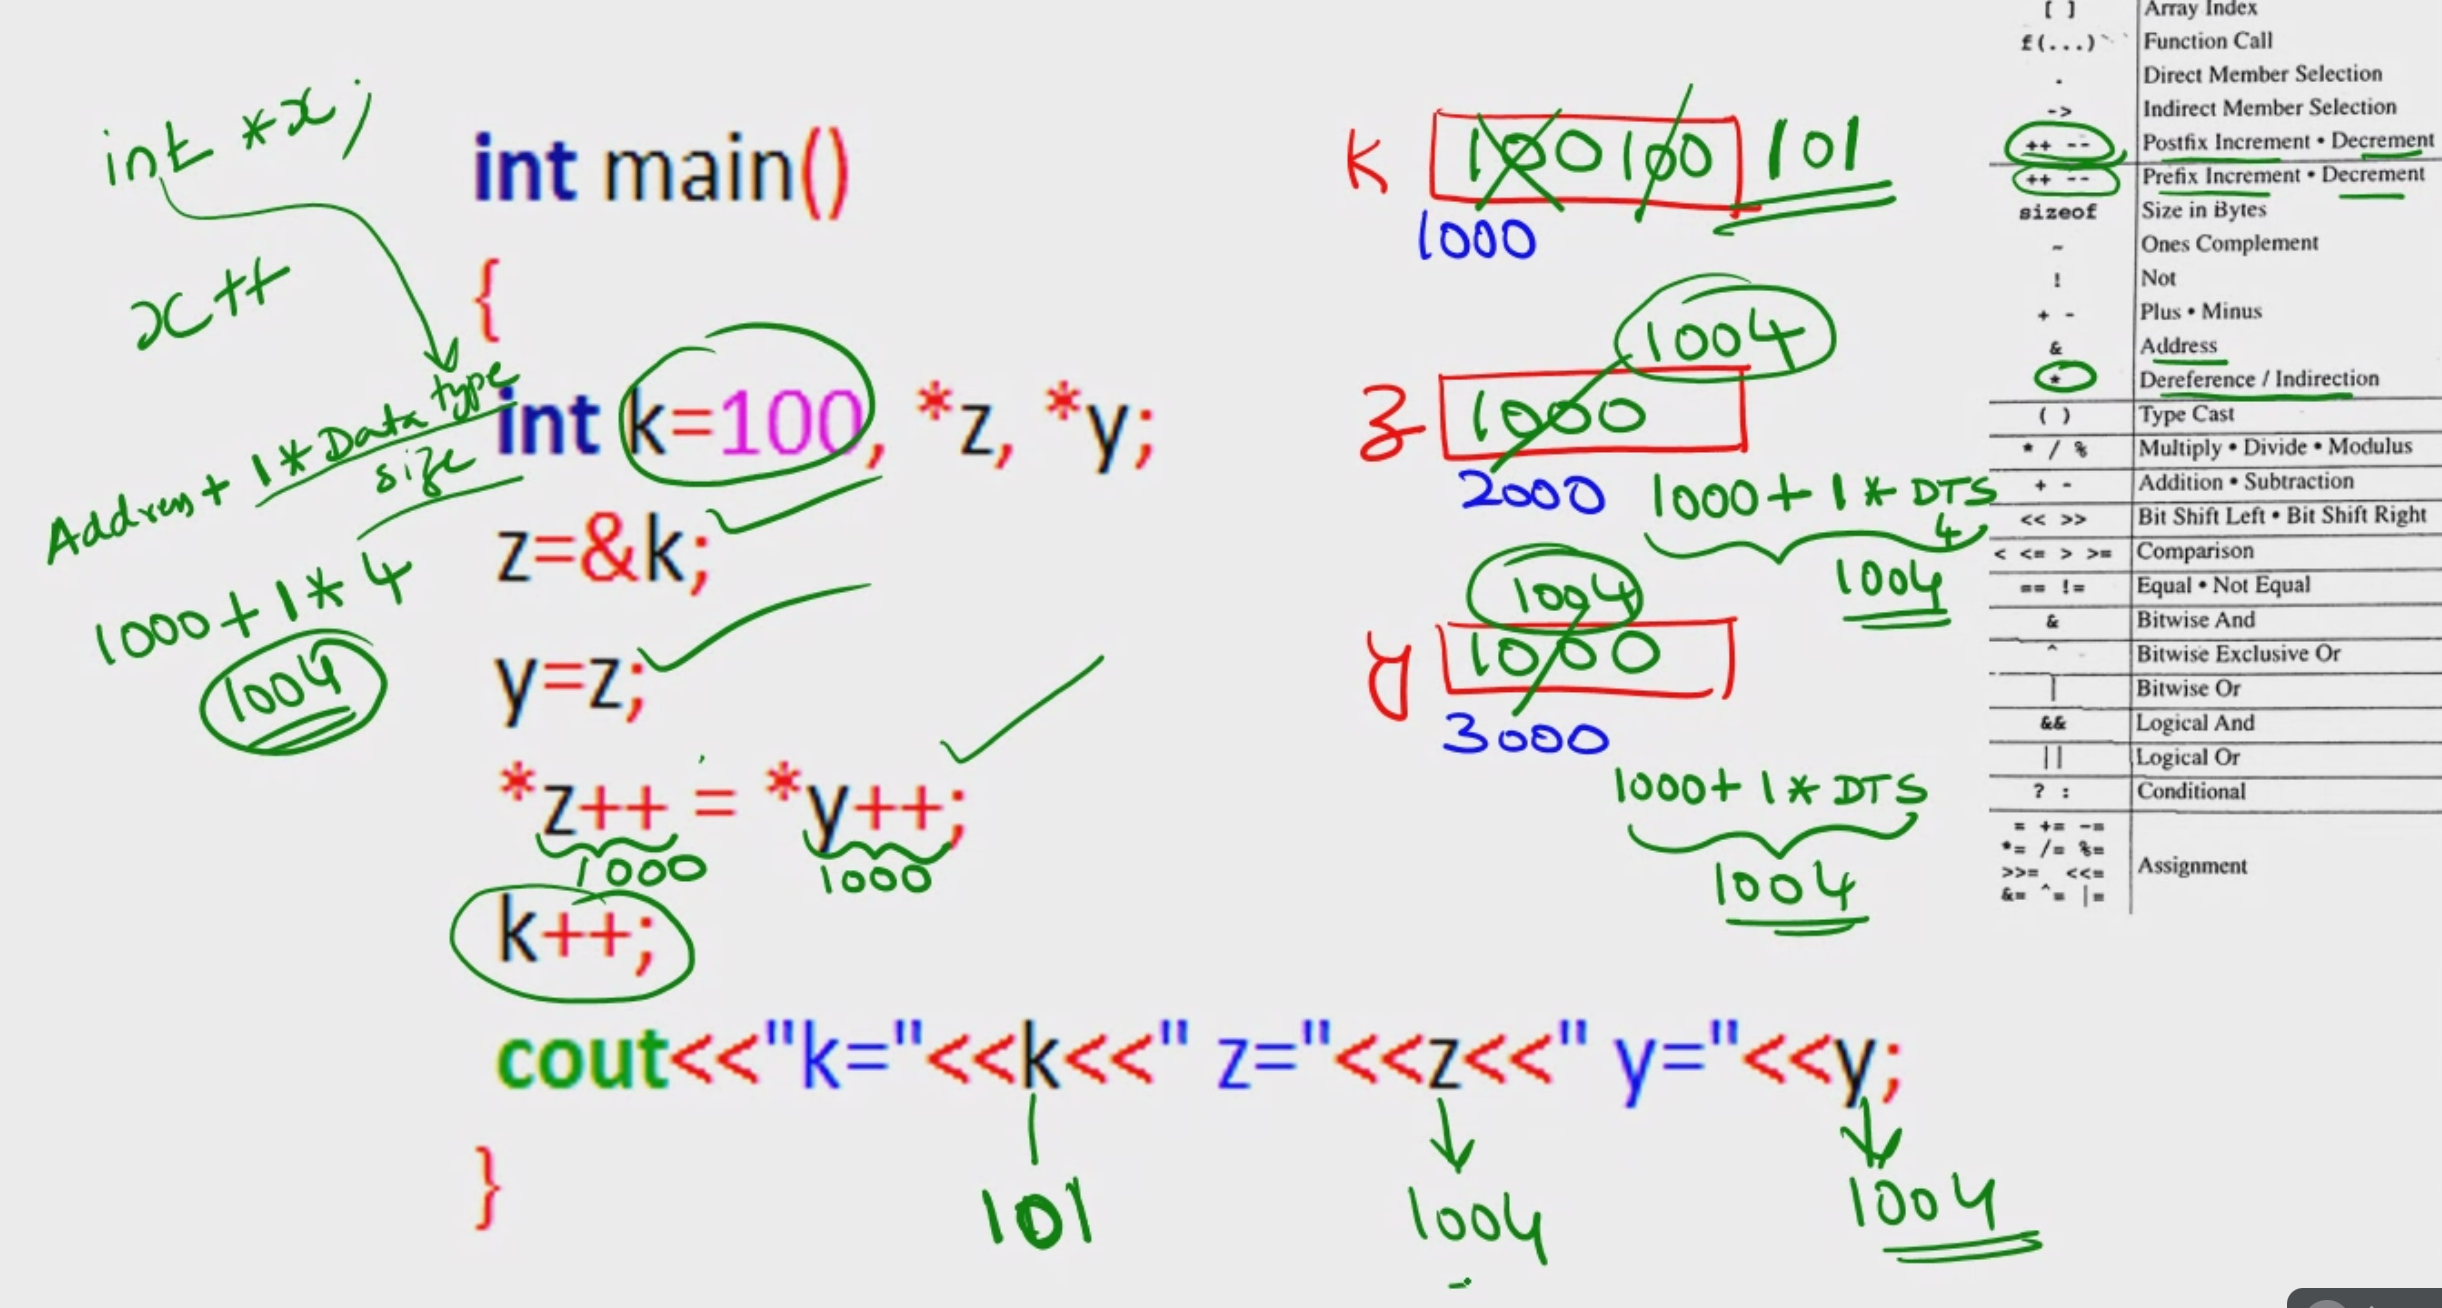 int *x;
x++
Address + 1 * Data type
size
1000 + 1 * 4
1004
int main()
{
int k=100, *z, *y;
z=&k;
y=z;
*z++ = *y++;
1000 1000
k++;
cout<<"k="<<k<<" z="<<z<<" y="<<y;
101 1004 1004
}
K 100 100 101
1000
1004
z 1000
2000
1000 + 1 * DTS
4
1004
1004
y 1000
3000
1000 + 1 * DTS
1004
[ ] Array Index
f(...) Function Call
. Direct Member Selection
-> Indirect Member Selection
++ -- Postfix Increment • Decrement
++ -- Prefix Increment • Decrement
sizeof Size in Bytes
~ Ones Complement
! Not
+ - Plus • Minus
& Address
* Dereference / Indirection
( ) Type Cast
* / % Multiply • Divide • Modulus
+ - Addition • Subtraction
<< >> Bit Shift Left • Bit Shift Right
< <= > >= Comparison
== != Equal • Not Equal
& Bitwise And
^ Bitwise Exclusive Or
| Bitwise Or
&& Logical And
|| Logical Or
? : Conditional
= += -=
*= /= %=
>>= <<=
&= ^= |=
Assignment